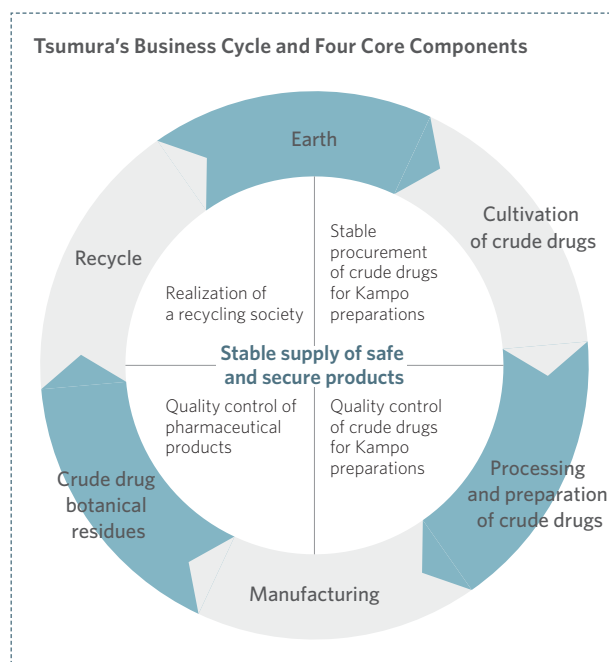 Tsumura’s Business Cycle and Four Core Components
Earth
Cultivation
of crude drugs
Processing
and preparation
of crude drugs
Manufacturing
Crude drug
botanical
residues
Recycle
Realization of
a recycling society
Stable
procurement
of crude drugs
for Kampo
preparations
Stable supply of safe
and secure products
Quality control of
pharmaceutical
products
Quality control
of crude drugs
for Kampo
preparations